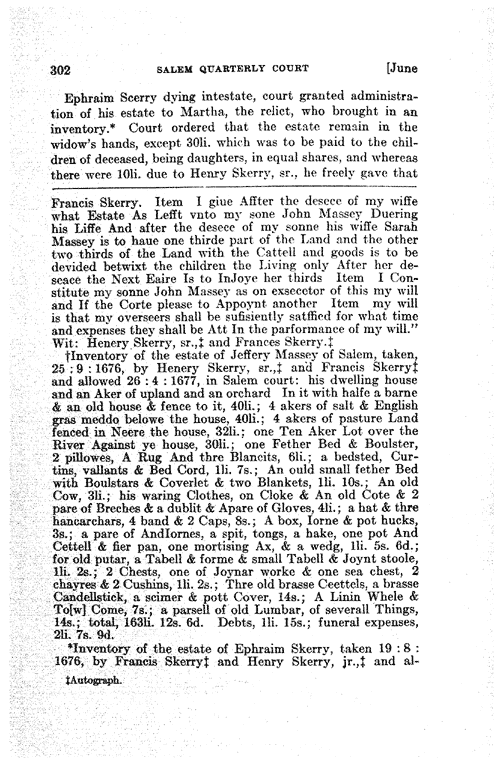 302 SALEM QUARTERLY COURT [June
Ephraim Scerry dying intestate, court granted administra-
tion of his estate to Martha, the relict, who brought in an
inventory.* Court ordered that the estate remain in the
widow's hands, except 30li. which was to be paid to the chil-
dren of deceased, being daughters, in equal shares, and whereas
there were 10li. due to Henry Skerry, sr., he freely gave that
Francis Skerry. Item I giue Affter the desece of my wiffe
what Estate As Lefft vnto my sone John Massey Duering
his Liffe And after the desece of my sonne his wiffe Sarah
Massey is to haue one thirde part of the Land and the other
two thirds of the Land with the Cattell and goods is to be
devided betwixt the children the Living only After her de-
sceace the Next Eaire Is to InJoye her thirds Item I Con-
stitute my sonne John Massey as on exsecctor of this my will
and If the Corte please to Appoynt another Item my will
is that my overseers shall be sufisiently satffied for what time
and expenses they shall be Att In the parformance of my will."
Wit: Henery Skerry, sr.,‡ and Frances Skerry.‡
†Inventory of the estate of Jeffery Massey of Salem, taken,
25 : 9 : 1676, by Henery Skerry, sr.,‡ and Francis Skerry‡
and allowed 26 : 4 : 1677, in Salem court: his dwelling house
and an Aker of upland and an orchard In it with halfe a barne
& an old house & fence to it, 40li.; 4 akers of salt & English
gras meddo belowe the house, 40li.; 4 akers of pasture Land
fenced in Neere the house, 32li.; one Ten Aker Lot over the
River Against ye house, 30li.; one Fether Bed & Boulster,
2 pillowes, A Rug And thre Blancits, 6li.; a bedsted, Cur-
tins, vallants & Bed Cord, 1li. 7s.; An ould small fether Bed
with Boulstars & Coverlet & two Blankets, 1li. 10s.; An old
Cow, 3li.; his waring Clothes, on Cloke & An old Cote & 2
pare of Breches & a dublit & Apare of Gloves, 4li.; a hat & thre
hancarchars, 4 band & 2 Caps, 8s.; A box, Iorne & pot hucks,
3s.; a pare of AndIornes, a spit, tongs, a hake, one pot And
Cettell & fier pan, one mortising Ax, & a wedg, 1li. 5s. 6d.;
for old putar, a Tabell & forme & small Tabell & Joynt stoole,
1li. 2s.; 2 Chests, one of Joynar worke & one sea chest, 2
chayres & 2 Cushins, 1li. 2s.; Thre old brasse Ceettels, a brasse
Candellstick, a scimer & pott Cover, 14s.; A Linin Whele &
To[w] Come, 7s.; a parsell of old Lumbar, of severall Things,
14s.; total, 163li. 12s. 6d. Debts, 1li. 15s.; funeral expenses,
2li. 7s. 9d.
*Inventory of the estate of Ephraim Skerry, taken 19 : 8 :
1676, by Francis Skerry‡ and Henry Skerry, jr.,‡ and al-
‡Autograph.